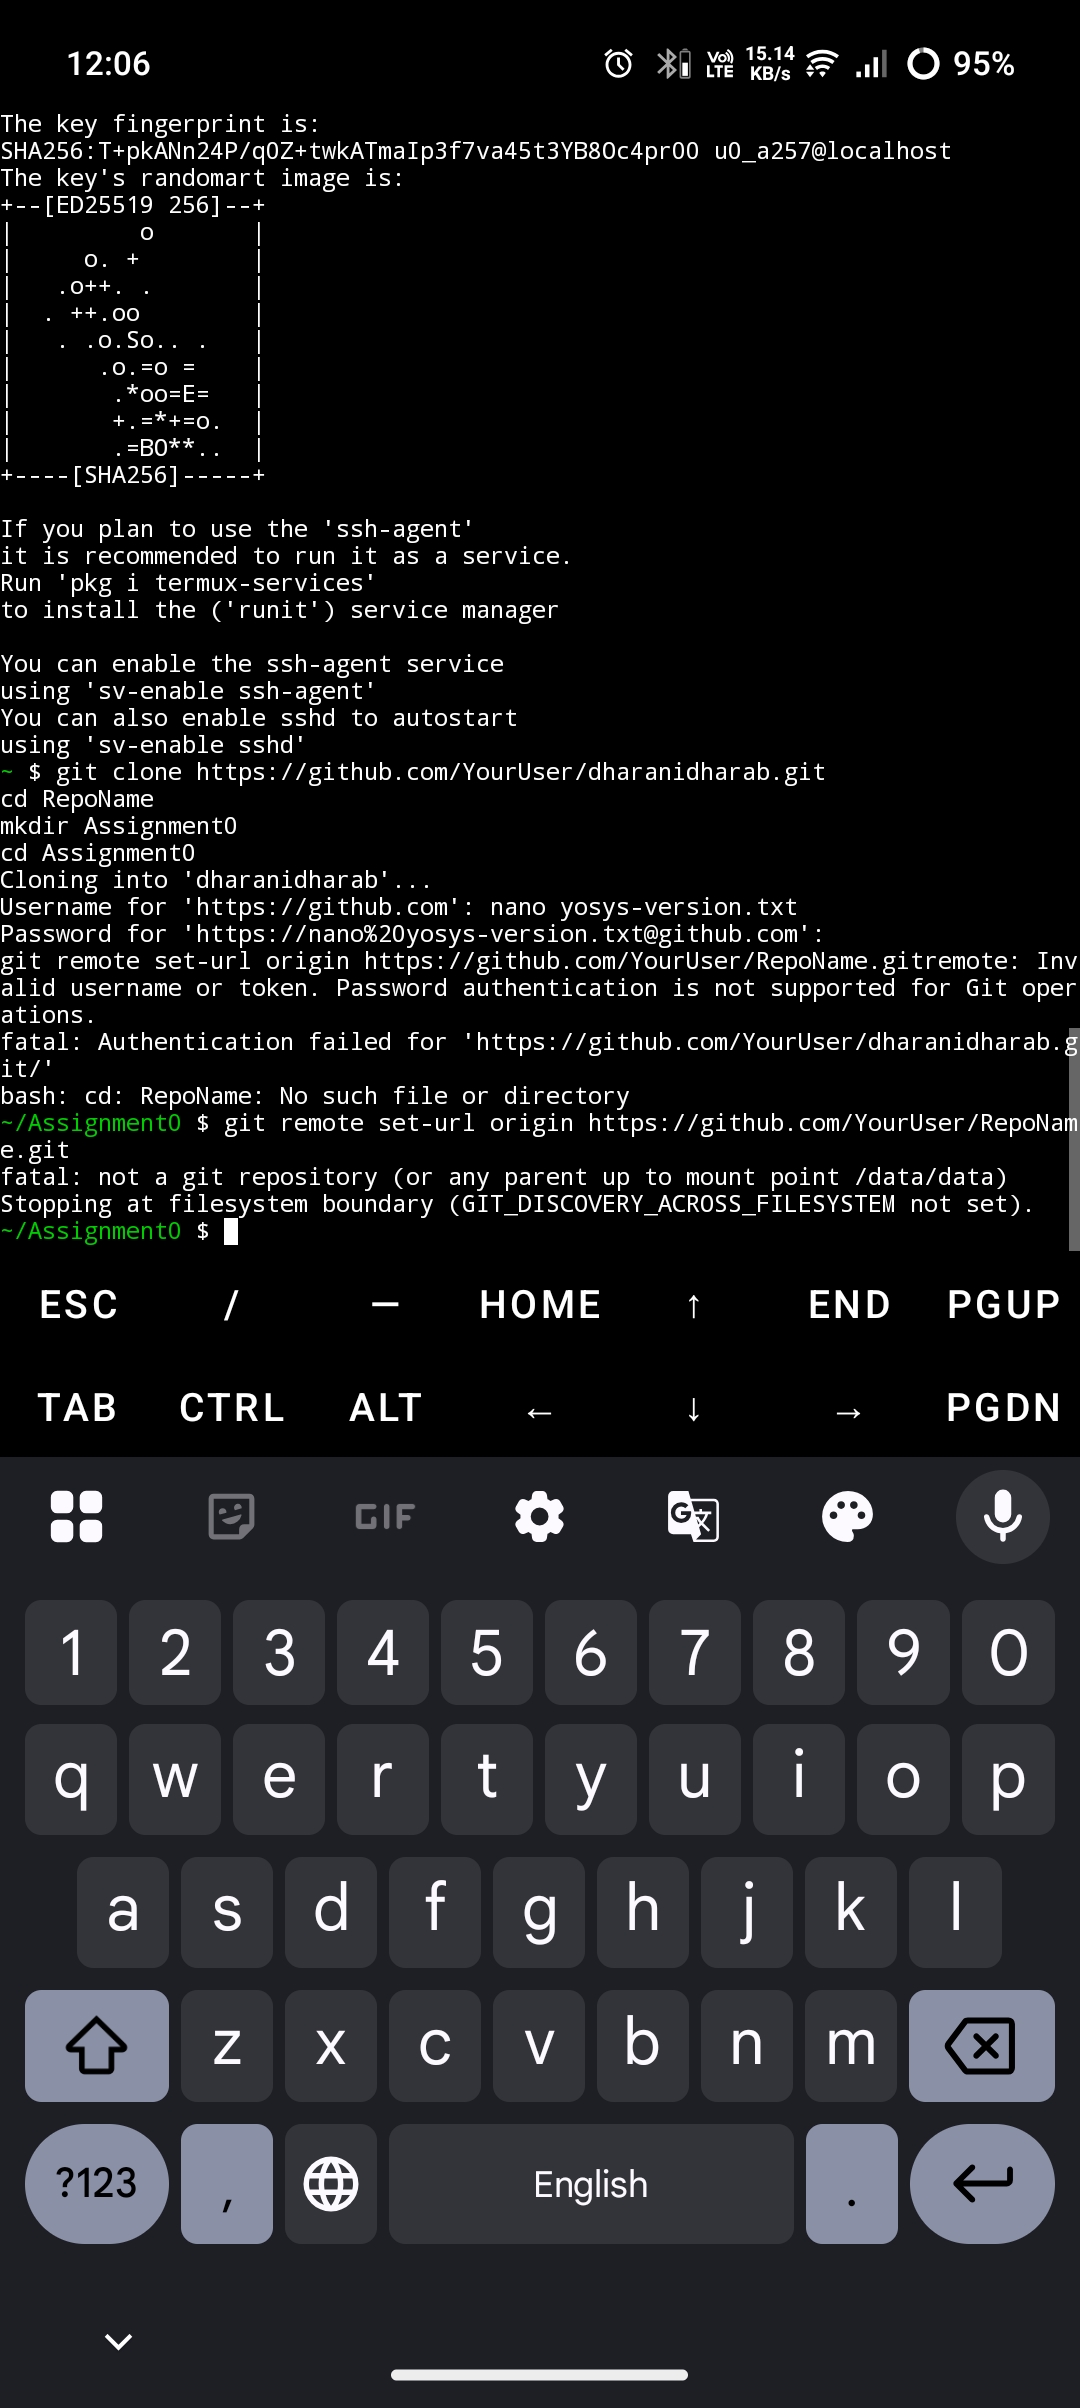 12:06
Vo) LTE
15.14 KB/s
95%
The key fingerprint is:
SHA256:T+pkANn24P/q0Z+twkATmaIp3f7va45t3YB8Oc4pr00 u0_a257@localhost
The key's randomart image is:
+--[ED25519 256]--+
|         o       |
|     o. +        |
|   .o++. .       |
|  . ++.oo        |
|   . .o.So.. .   |
|      .o.=o =    |
|       .*oo=E=   |
|       +.=*+=o.  |
|       .=BO**..  |
+----[SHA256]-----+
If you plan to use the 'ssh-agent'
it is recommended to run it as a service.
Run 'pkg i termux-services'
to install the ('runit') service manager
You can enable the ssh-agent service
using 'sv-enable ssh-agent'
You can also enable sshd to autostart
using 'sv-enable sshd'
~ $ git clone https://github.com/YourUser/dharanidharab.git
cd RepoName
mkdir Assignment0
cd Assignment0
Cloning into 'dharanidharab'...
Username for 'https://github.com': nano yosys-version.txt
Password for 'https://nano%20yosys-version.txt@github.com':
git remote set-url origin https://github.com/YourUser/RepoName.gitremote: Inv
alid username or token. Password authentication is not supported for Git oper
ations.
fatal: Authentication failed for 'https://github.com/YourUser/dharanidharab.g
it/'
bash: cd: RepoName: No such file or directory
~/Assignment0 $ git remote set-url origin https://github.com/YourUser/RepoNam
e.git
fatal: not a git repository (or any parent up to mount point /data/data)
Stopping at filesystem boundary (GIT_DISCOVERY_ACROSS_FILESYSTEM not set).
~/Assignment0 $
ESC / — HOME ↑ END PGUP
TAB CTRL ALT ← ↓ → PGDN
GIF
1 2 3 4 5 6 7 8 9 0
q w e r t y u i o p
a s d f g h j k l
z x c v b n m
?123 , English .